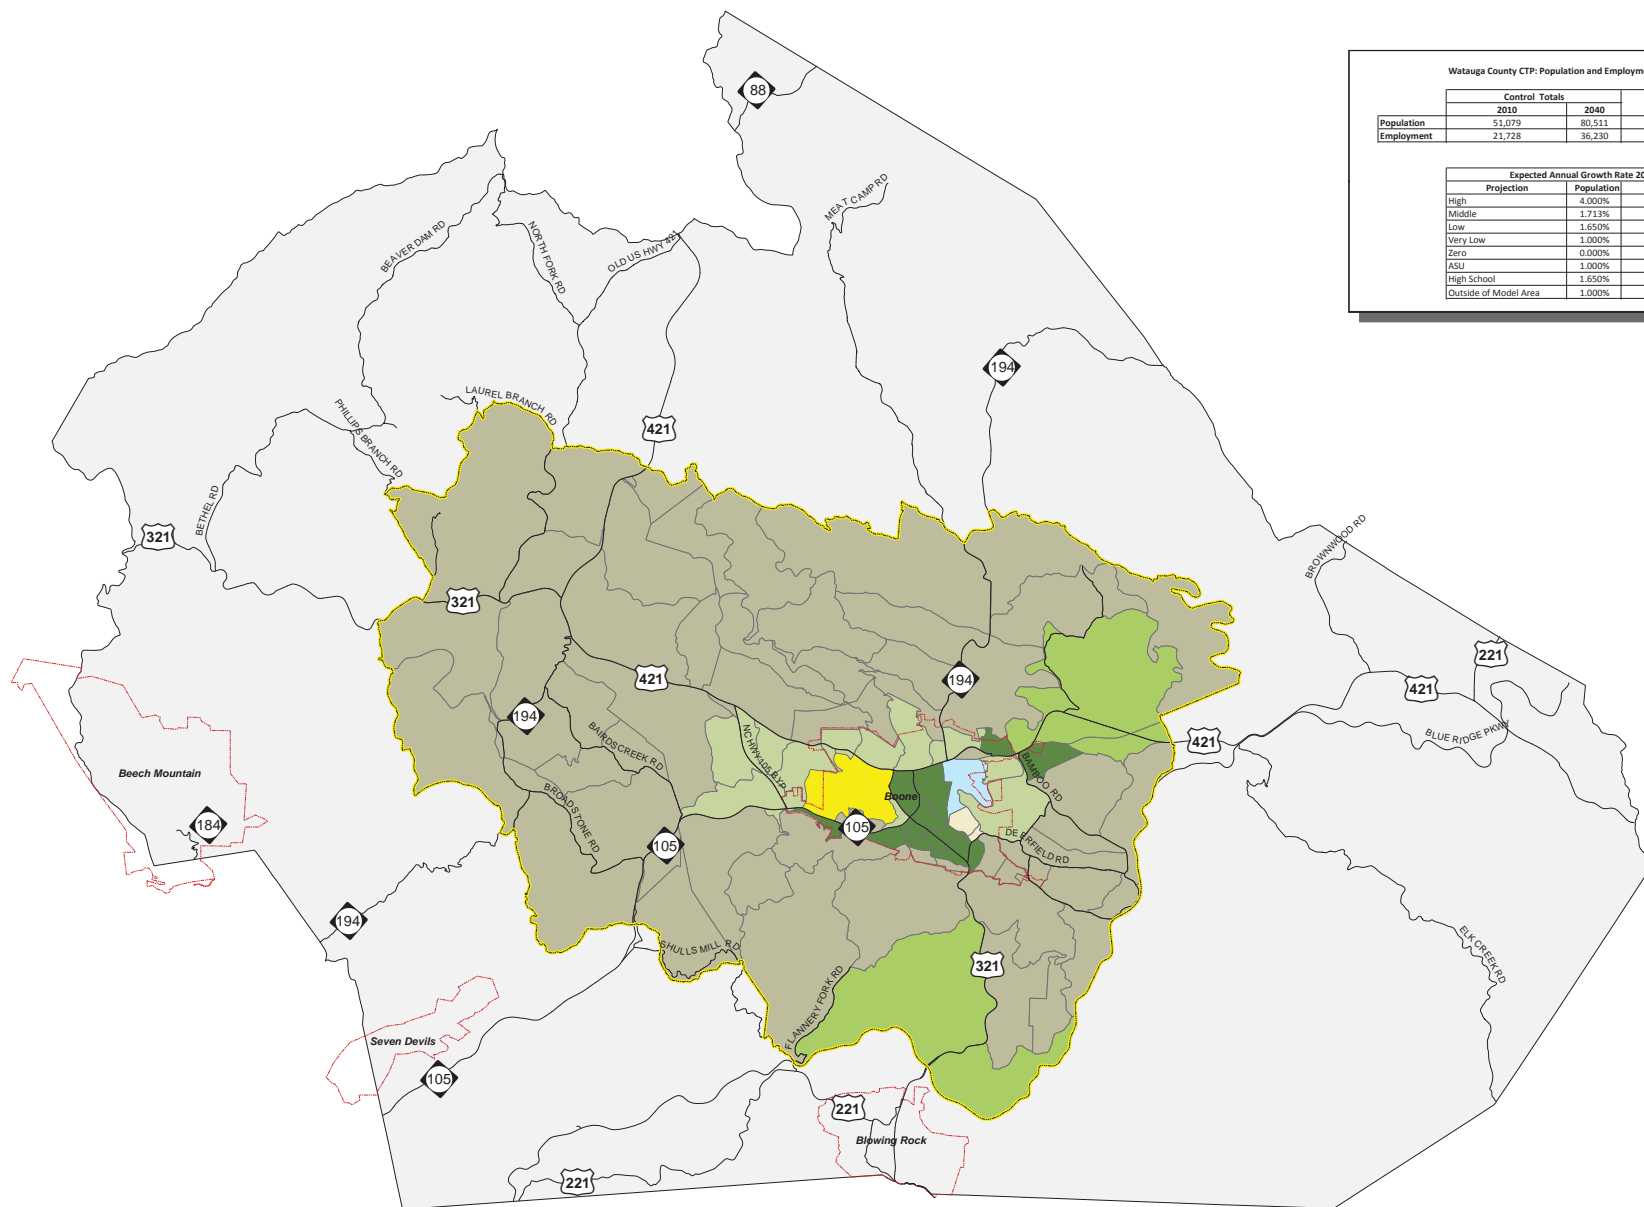 Watauga County CTP: Population and Employm
Control Totals
2010 2040
Population 51,079 80,511
Employment 21,728 36,230
Expected Annual Growth Rate 20
Projection Population
High 4.000%
Middle 1.713%
Low 1.650%
Very Low 1.000%
Zero 0.000%
ASU 1.000%
High School 1.650%
Outside of Model Area 1.000%
88
MEAT CAMP RD
BEAVER DAM RD
NORTH FORK RD
OLD US HWY 421
194
LAUREL BRANCH RD
PHILLIPS BRANCH RD
421
BETHEL RD
321
BROWNWOOD RD
321
421
194
221
421
194
BAIRDSCREEK RD
NC HWY 105 BYP
BLUE RIDGE PKWY
421
Beech Mountain
BAMBOO RD
Boone
BROADSTONE RD
184
105
105
DEERFIELD RD
194
SHULLS MILL RD
ELK CREEK RD
321
FLANNERY FORK RD
Seven Devils
105
221
Blowing Rock
221